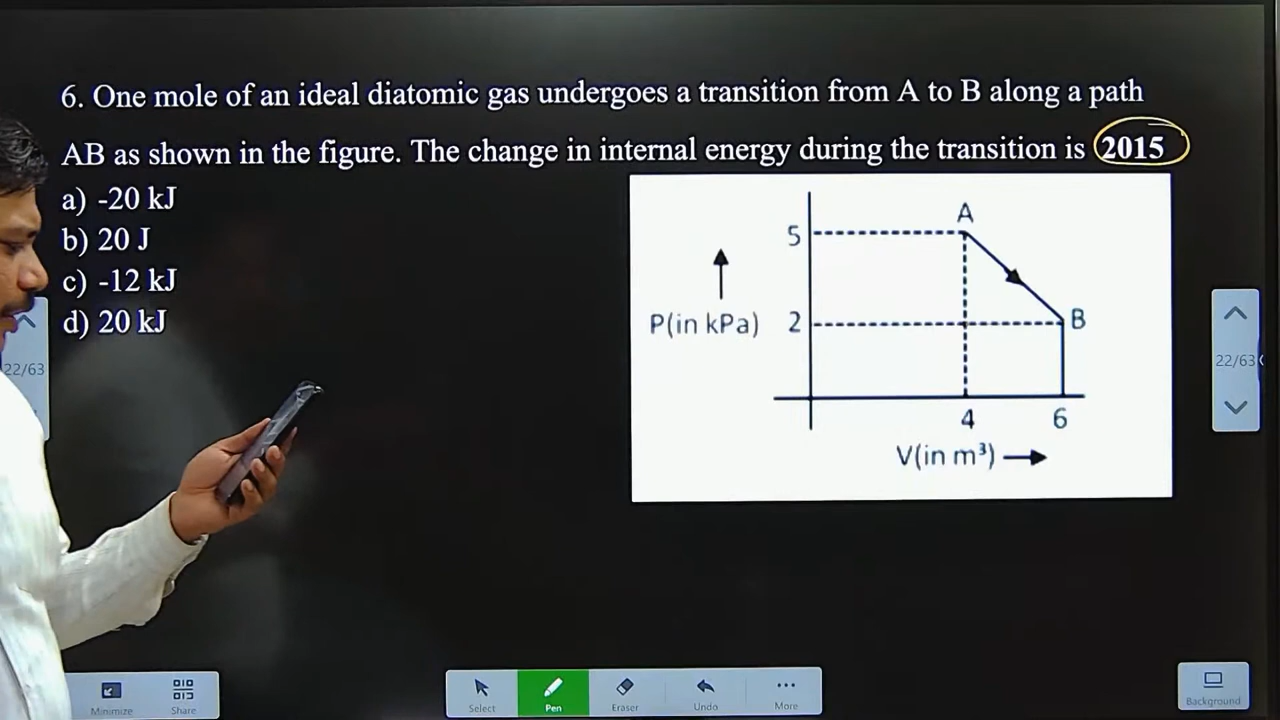 6. One mole of an ideal diatomic gas undergoes a transition from A to B along a path
AB as shown in the figure. The change in internal energy during the transition is 2015
a) -20 kJ
b) 20 J
c) -12 kJ
d) 20 kJ
A
5
P(in kPa) 2
B
4 6
V(in m³)
22/63
22/63
Minimize
Share
Select
Pen
Eraser
Undo
More
Background